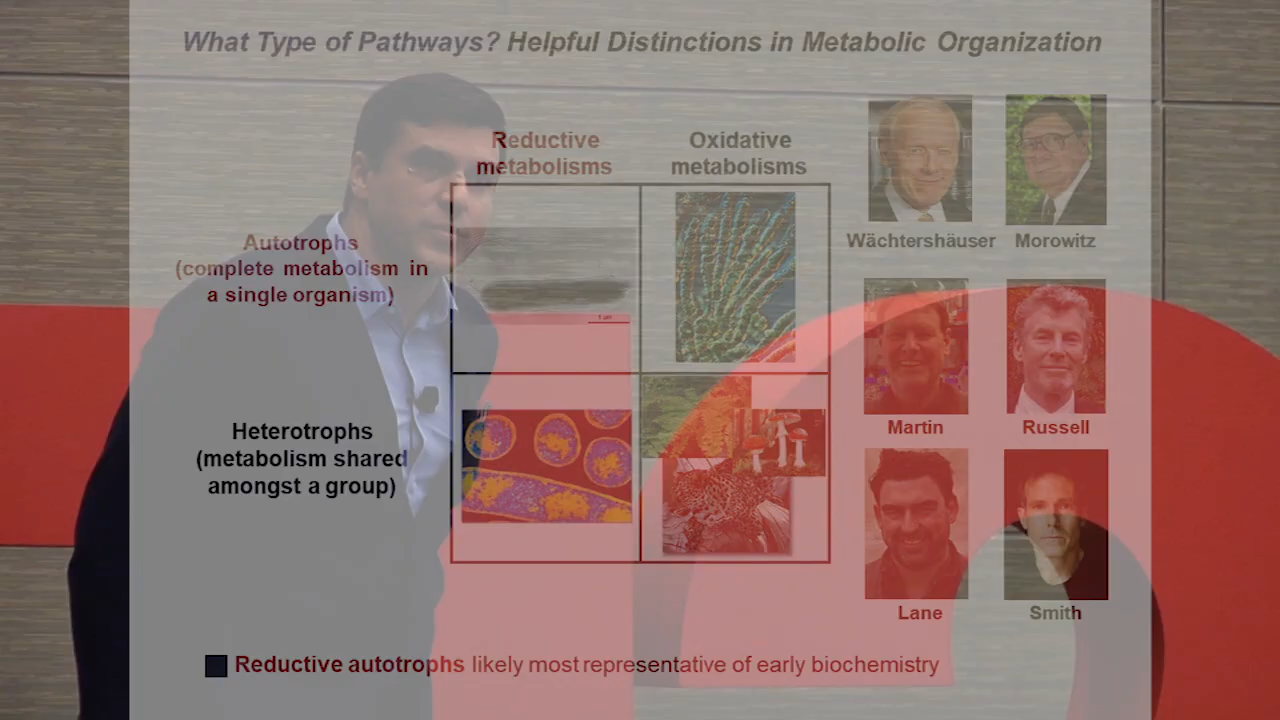 What Type of Pathways? Helpful Distinctions in Metabolic Organization
Reductive
metabolisms
Oxidative
metabolisms
Autotrophs
(complete metabolism in
a single organism)
Heterotrophs
(metabolism shared
amongst a group)
Wächtershäuser
Morowitz
Martin
Russell
Lane
Smith
Reductive autotrophs likely most representative of early biochemistry